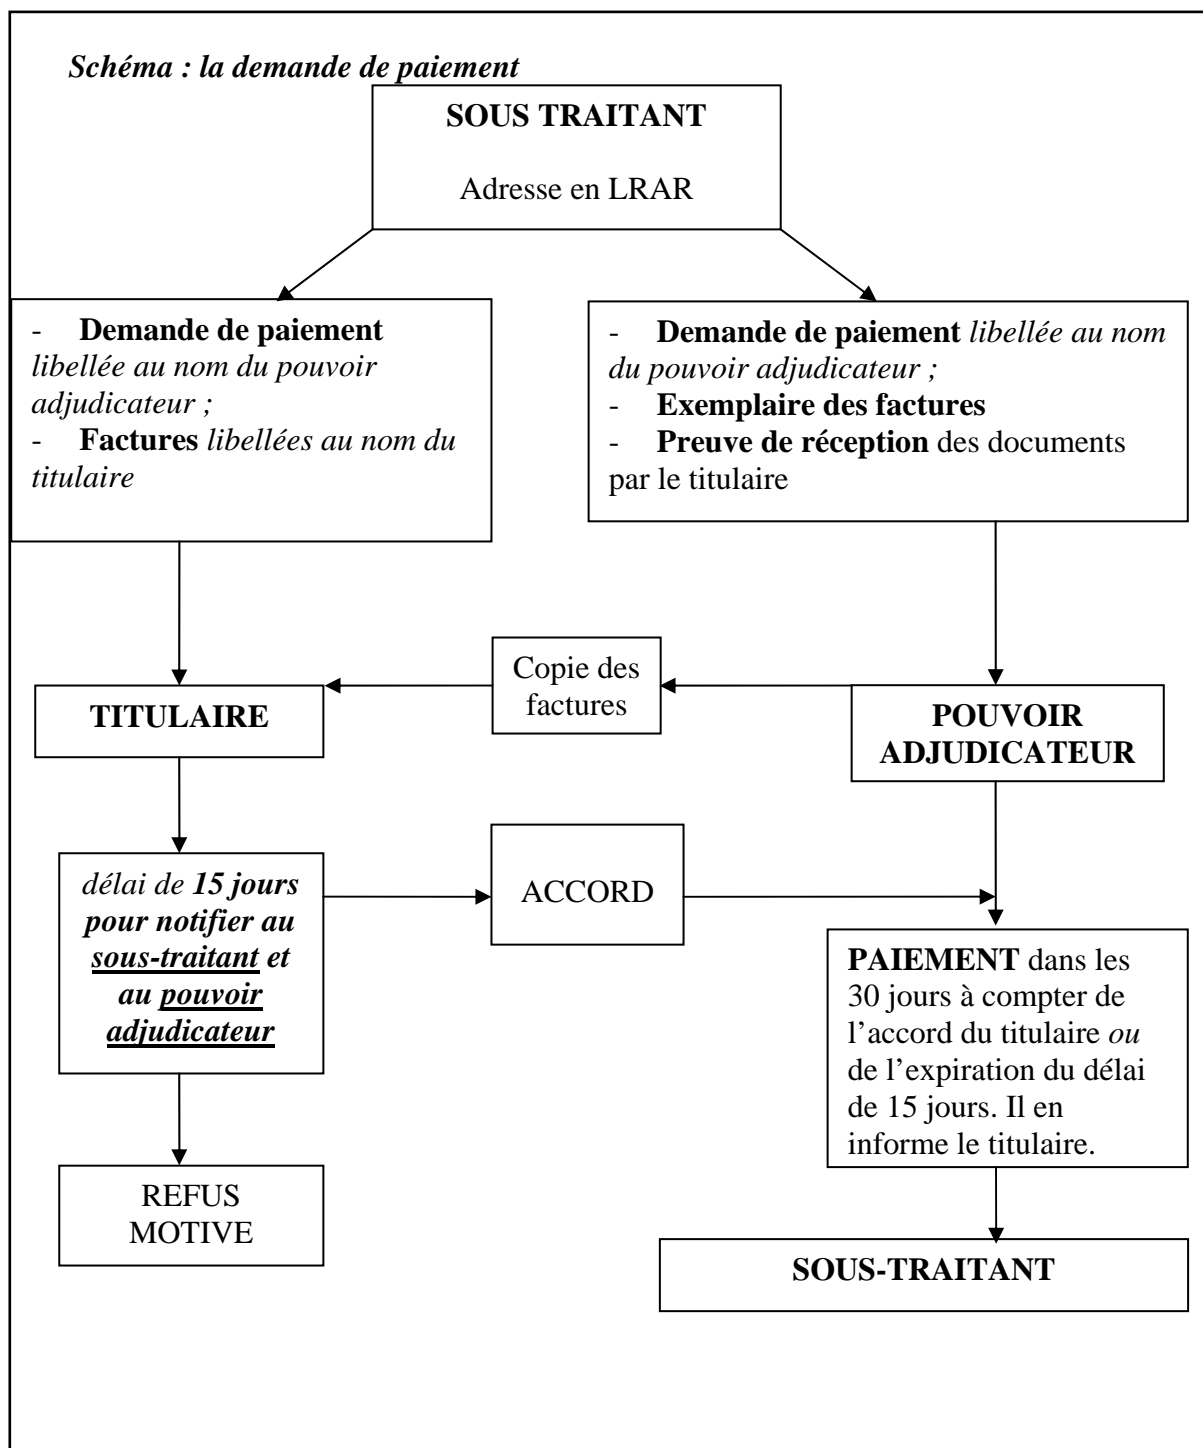 Schéma : la demande de paiement
SOUS TRAITANT
Adresse en LRAR
- Demande de paiement
libellée au nom du pouvoir
adjudicateur ;
- Factures libellées au nom du
titulaire
- Demande de paiement libellée au nom
du pouvoir adjudicateur ;
- Exemplaire des factures
- Preuve de réception des documents
par le titulaire
Copie des
factures
TITULAIRE
POUVOIR
ADJUDICATEUR
délai de 15 jours
pour notifier au
sous-traitant et
au pouvoir
adjudicateur
ACCORD
PAIEMENT dans les
30 jours à compter de
l’accord du titulaire ou
de l’expiration du délai
de 15 jours. Il en
informe le titulaire.
REFUS
MOTIVE
SOUS-TRAITANT